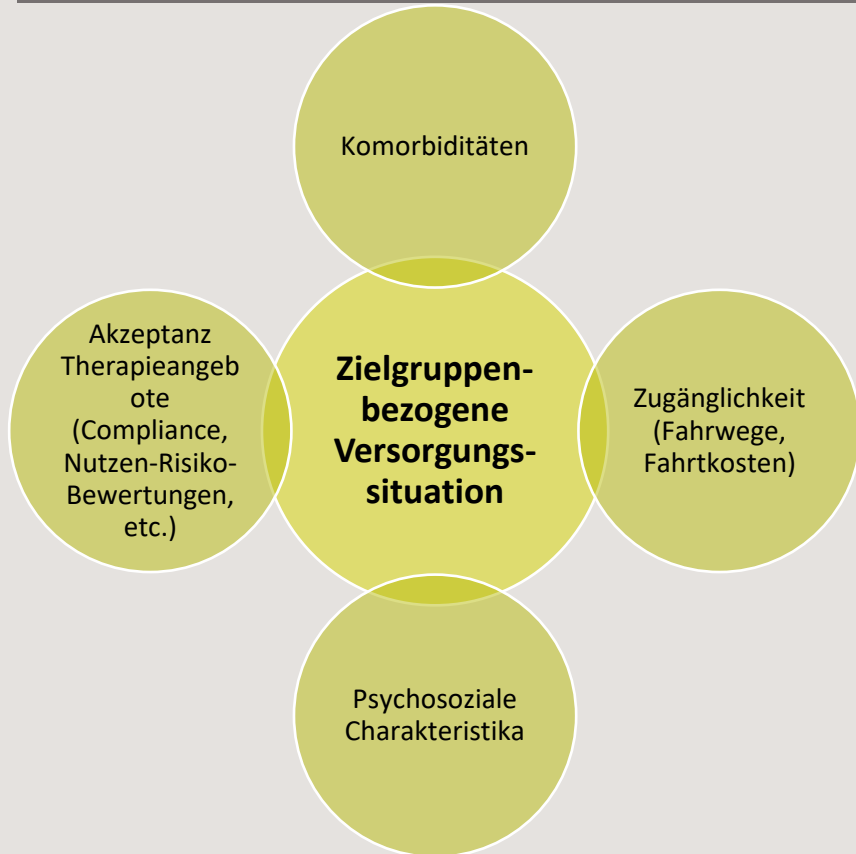 Komorbiditäten
Akzeptanz
Therapieangeb
ote
(Compliance,
Nutzen-Risiko-
Bewertungen,
etc.)
Zielgruppen-
bezogene
Versorgungs-
situation
Zugänglichkeit
(Fahrwege,
Fahrtkosten)
Psychosoziale
Charakteristika